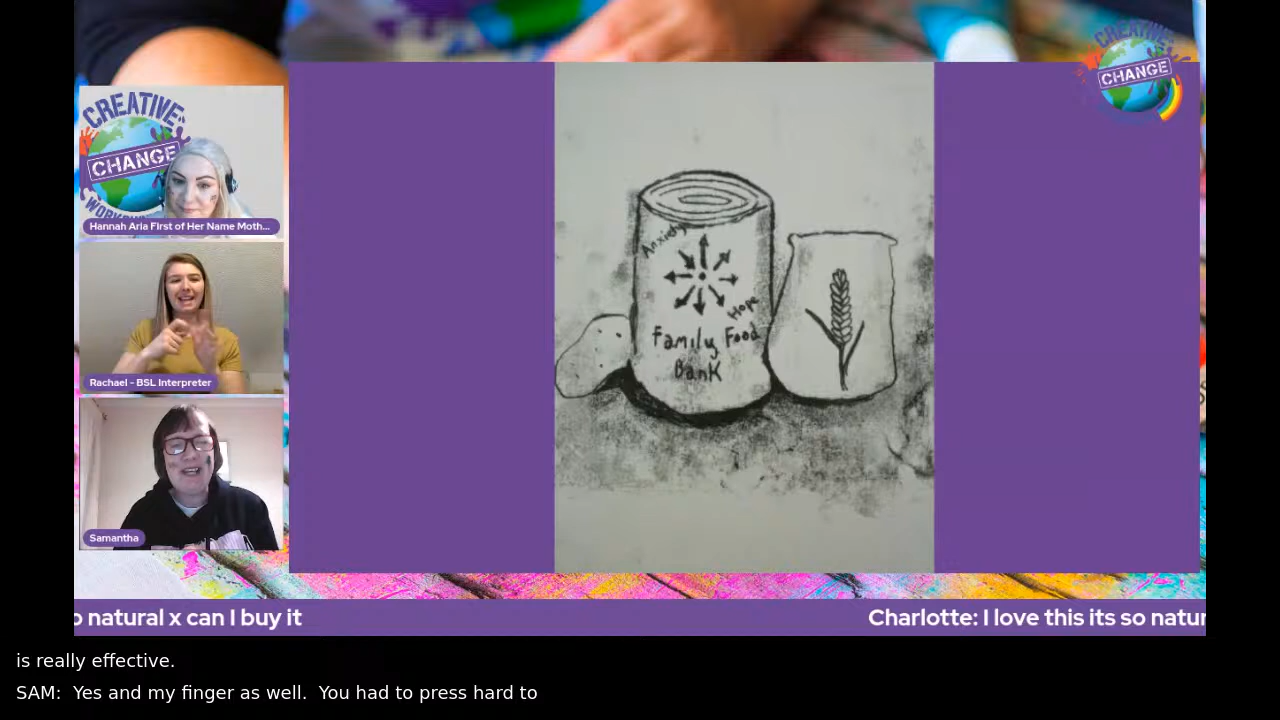 CREATIVE
CHANGE
CREATIVE
CHANGE
Hannah Aria First of Her Name Moth...
Rachael - BSL Interpreter
Samantha
Anxiety
Hope
Family Food
Bank
o natural x can I buy it
Charlotte: I love this its so natur
is really effective.
SAM:  Yes and my finger as well.  You had to press hard to